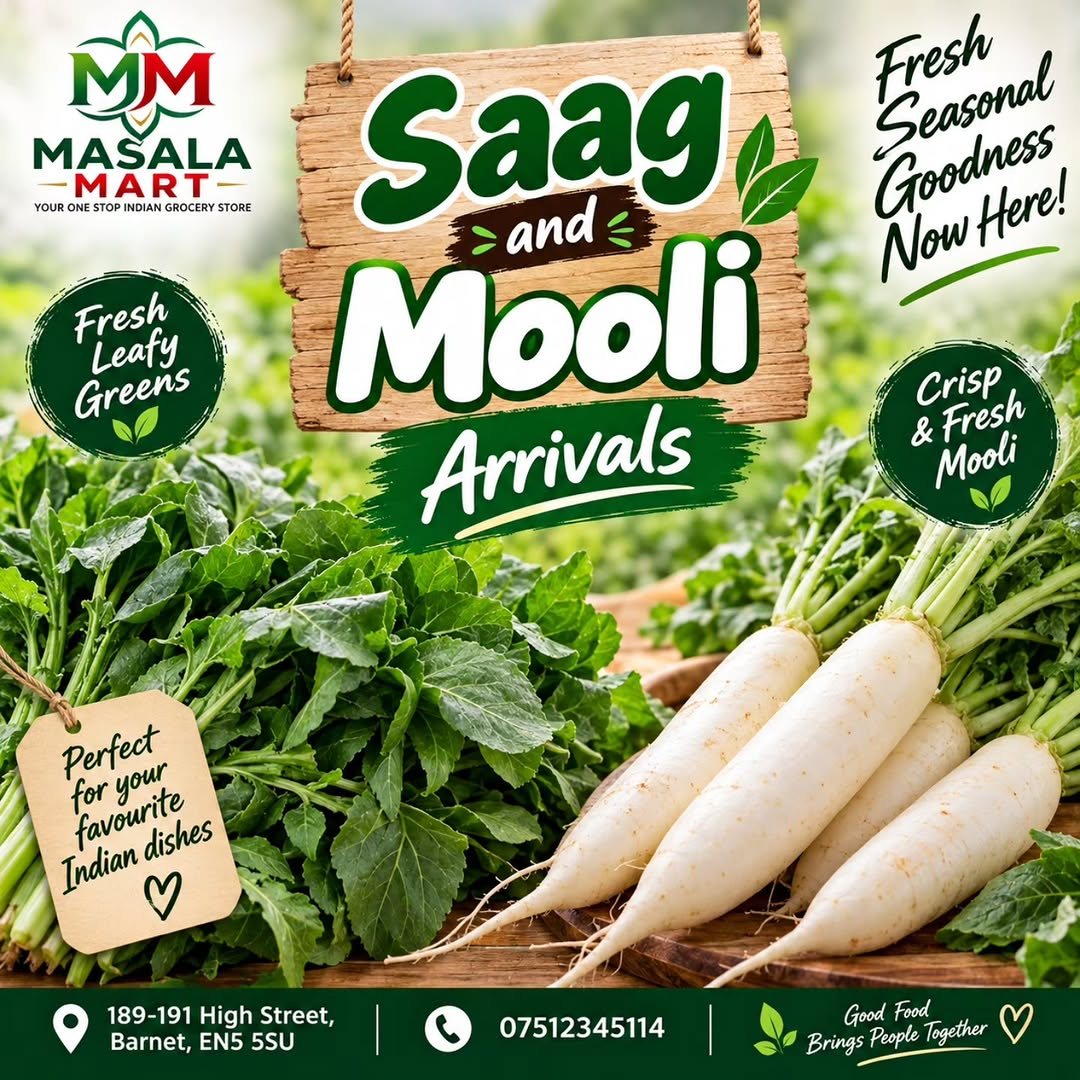 MM
MASALA
MART
YOUR ONE STOP INDIAN GROCERY STORE
Saag
and
Mooli
Arrivals
Fresh
Seasonal
Goodness
Now Here!
Fresh
Leafy
Greens
Crisp
& Fresh
Mooli
Perfect
for your
favourite
Indian dishes
189-191 High Street,
Barnet, EN5 5SU
07512345114
Good Food
Brings People Together